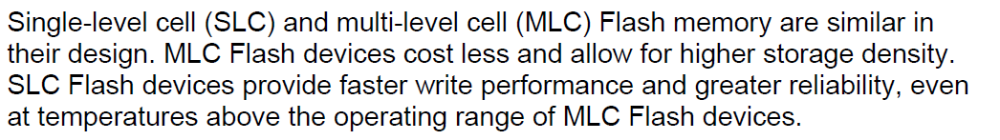 Single-level cell (SLC) and multi-level cell (MLC) Flash memory are similar in
their design. MLC Flash devices cost less and allow for higher storage density.
SLC Flash devices provide faster write performance and greater reliability, even
at temperatures above the operating range of MLC Flash devices.